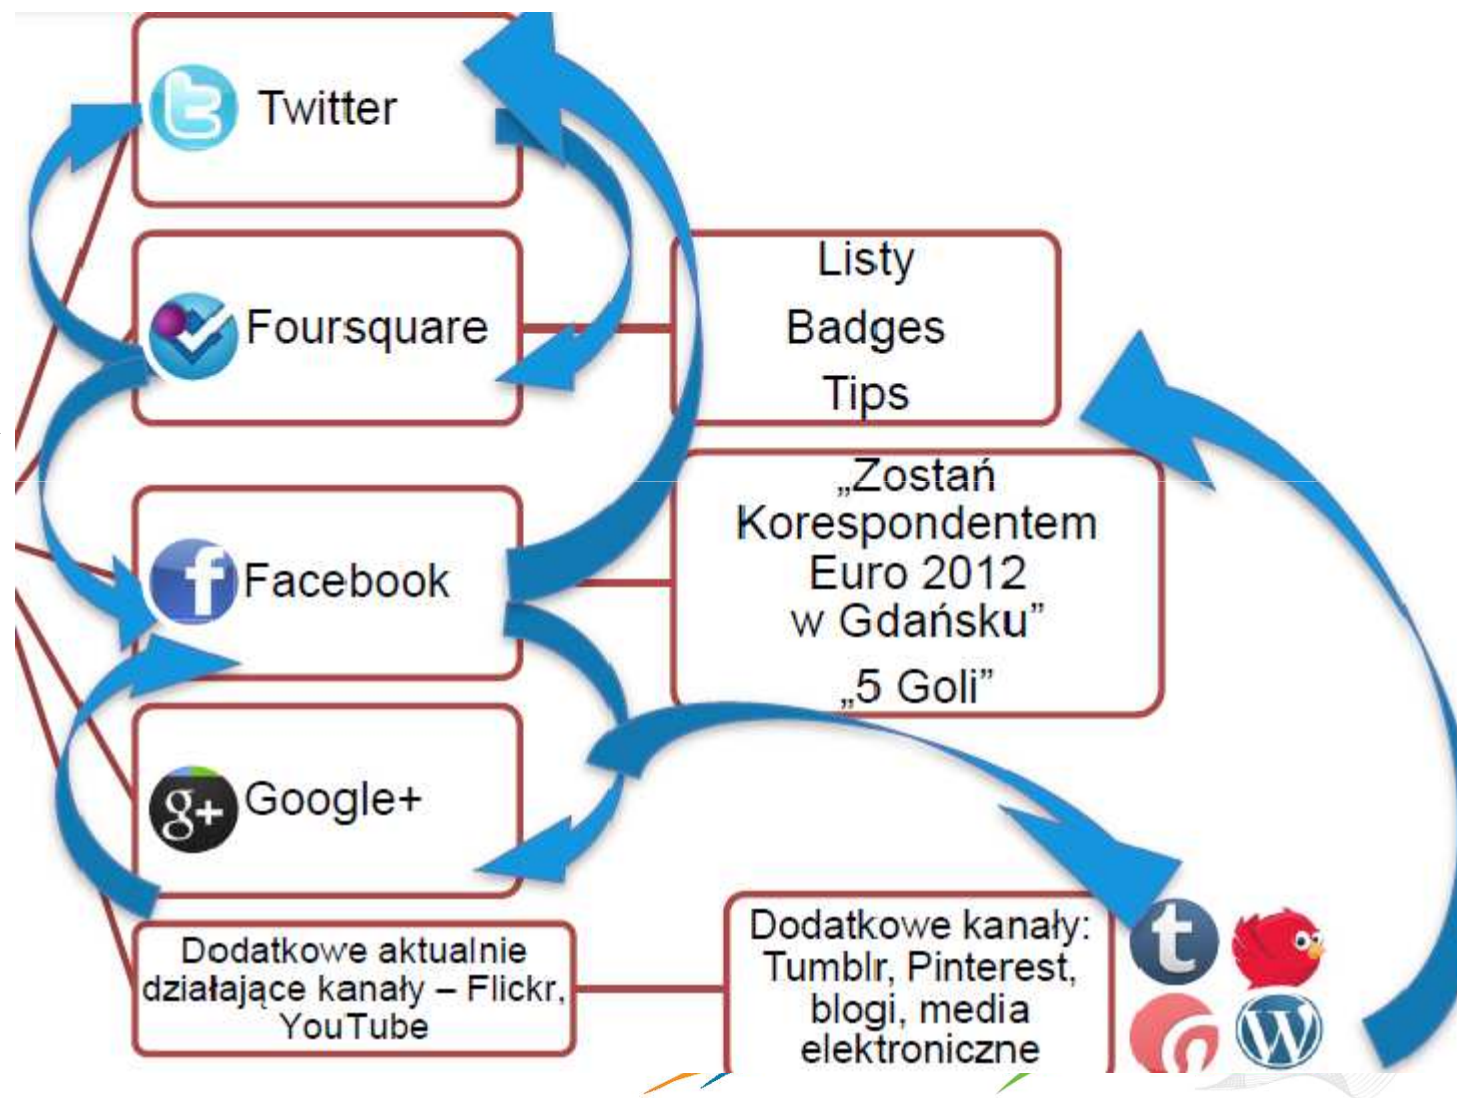 Twitter
Foursquare
Listy
Badges
Tips
Facebook
„Zostań
Korespondentem
Euro 2012
w Gdańsku”
„5 Goli”
Google+
Dodatkowe aktualnie
działające kanały – Flickr,
YouTube
Dodatkowe kanały:
Tumblr, Pinterest,
blogi, media
elektroniczne